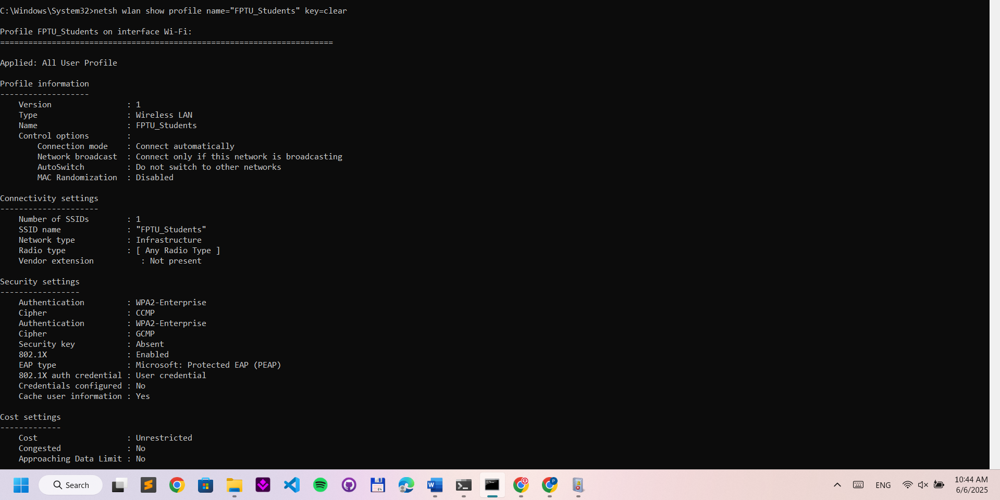 C:\Windows\System32>netsh wlan show profile name="FPTU_Students" key=clear
Profile FPTU_Students on interface Wi-Fi:
=======================================================================
Applied: All User Profile
Profile information
-------------------
Version : 1
Type : Wireless LAN
Name : FPTU_Students
Control options :
Connection mode : Connect automatically
Network broadcast : Connect only if this network is broadcasting
AutoSwitch : Do not switch to other networks
MAC Randomization : Disabled
Connectivity settings
---------------------
Number of SSIDs : 1
SSID name : "FPTU_Students"
Network type : Infrastructure
Radio type : [ Any Radio Type ]
Vendor extension : Not present
Security settings
-----------------
Authentication : WPA2-Enterprise
Cipher : CCMP
Authentication : WPA2-Enterprise
Cipher : GCMP
Security key : Absent
802.1X : Enabled
EAP type : Microsoft: Protected EAP (PEAP)
802.1X auth credential : User credential
Credentials configured : No
Cache user information : Yes
Cost settings
-------------
Cost : Unrestricted
Congested : No
Approaching Data Limit : No
Search
ENG
10:44 AM
6/6/2025